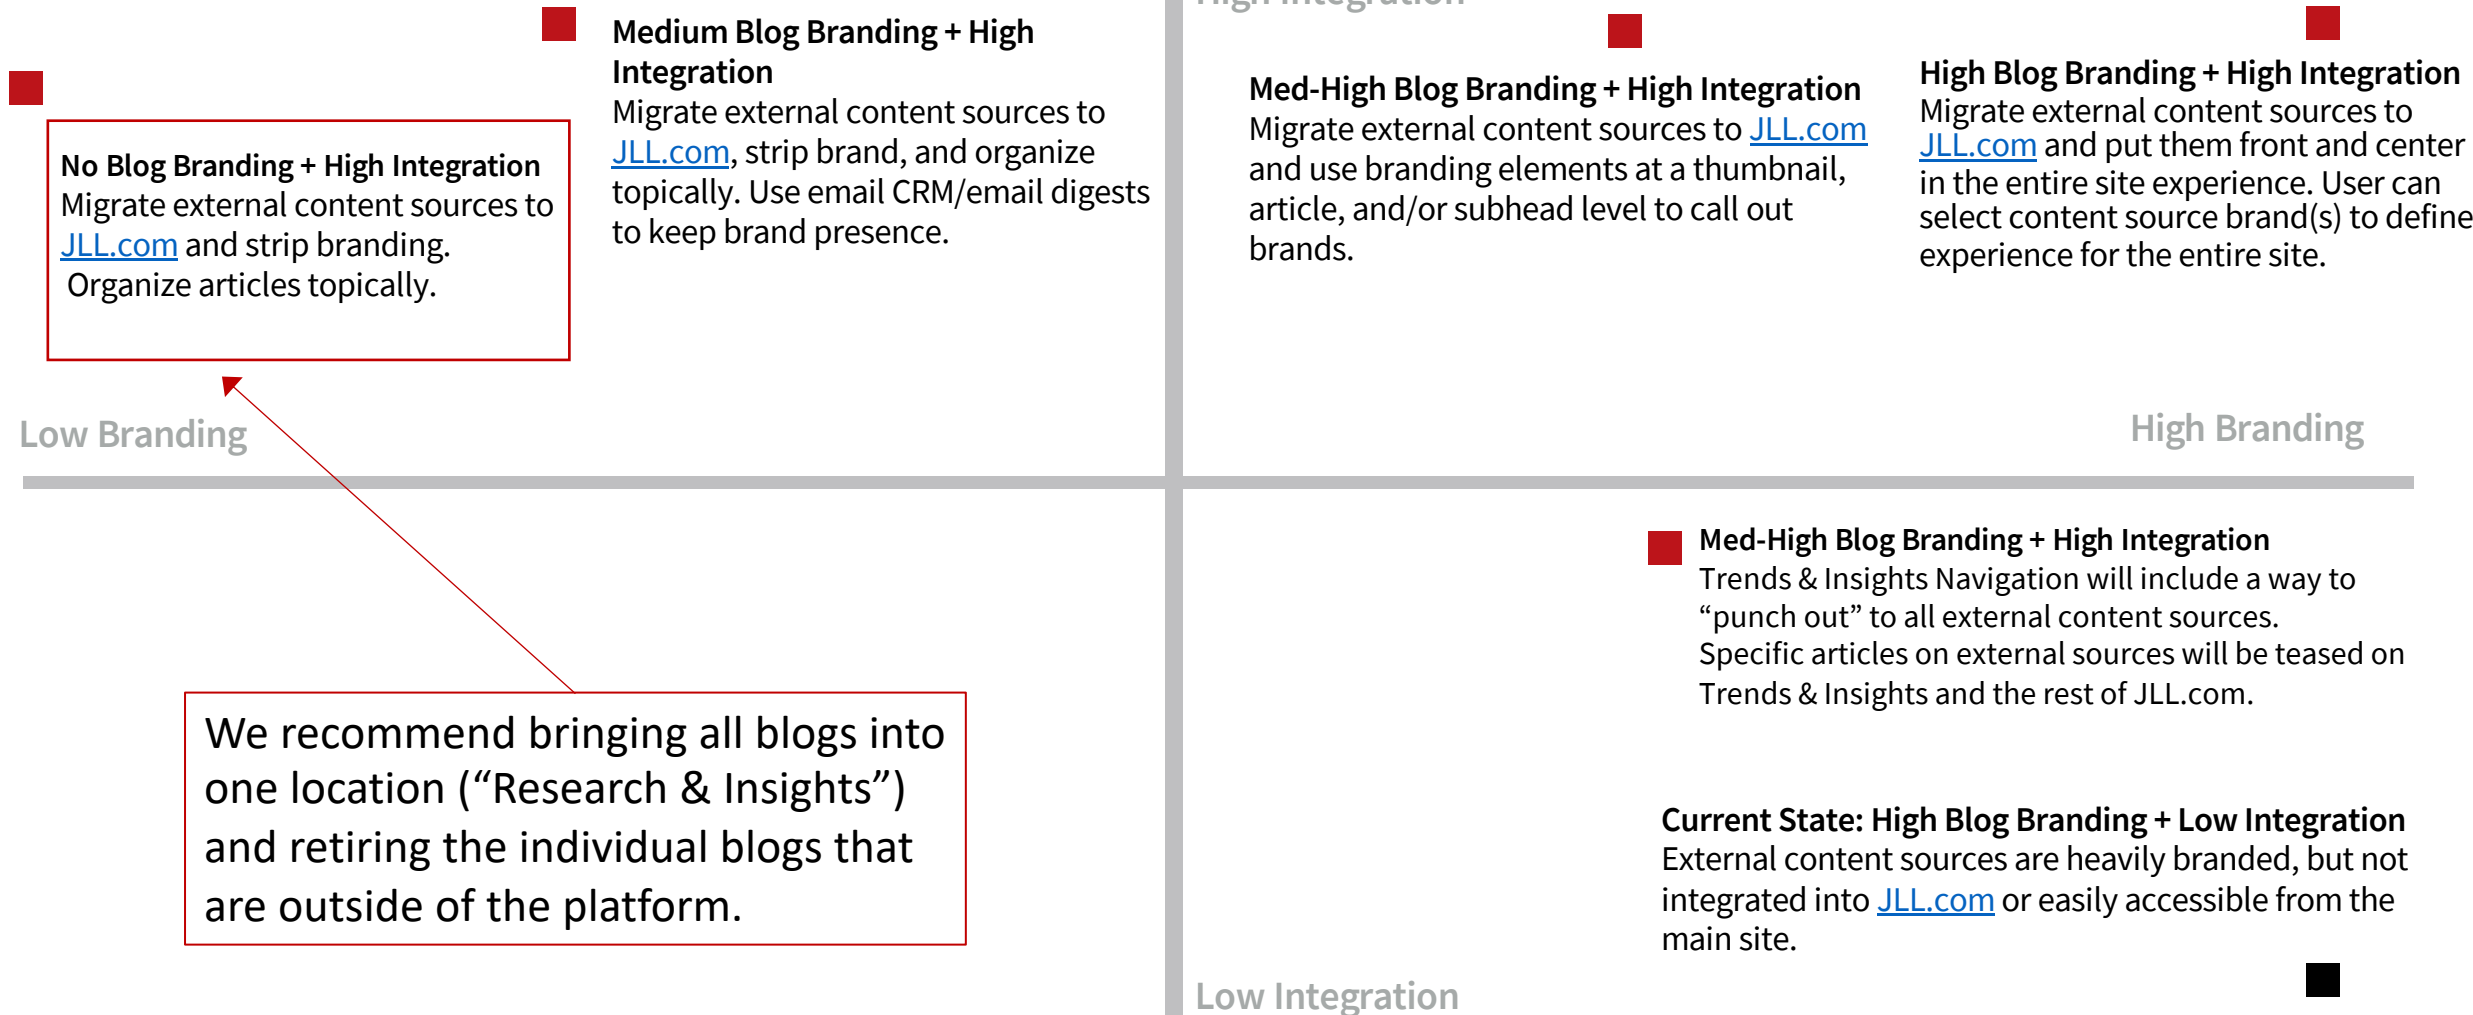 High Integration
Medium Blog Branding + High
Integration
Migrate external content sources to
JLL.com, strip brand, and organize
topically. Use email CRM/email digests
to keep brand presence.
No Blog Branding + High Integration
Migrate external content sources to
JLL.com and strip branding.
Organize articles topically.
Med-High Blog Branding + High Integration
Migrate external content sources to JLL.com
and use branding elements at a thumbnail,
article, and/or subhead level to call out
brands.
High Blog Branding + High Integration
Migrate external content sources to
JLL.com and put them front and center
in the entire site experience. User can
select content source brand(s) to define
experience for the entire site.
Low Branding
High Branding
Med-High Blog Branding + High Integration
Trends & Insights Navigation will include a way to
“punch out” to all external content sources.
Specific articles on external sources will be teased on
Trends & Insights and the rest of JLL.com.
We recommend bringing all blogs into
one location (“Research & Insights”)
and retiring the individual blogs that
are outside of the platform.
Current State: High Blog Branding + Low Integration
External content sources are heavily branded, but not
integrated into JLL.com or easily accessible from the
main site.
Low Integration